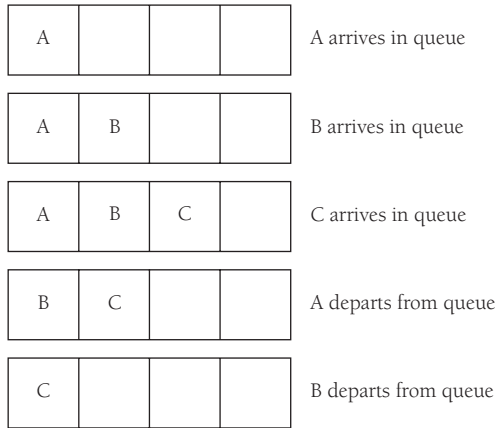 A A arrives in queue
A B B arrives in queue
A B C C arrives in queue
B C A departs from queue
C B departs from queue